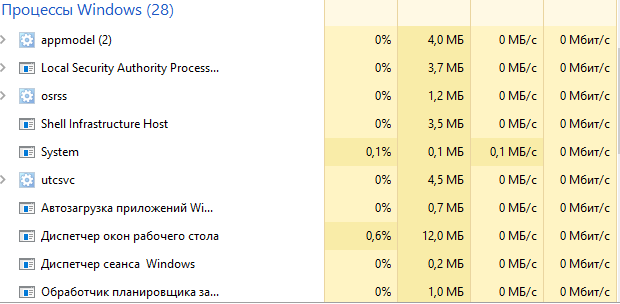 Процессы Windows (28)
appmodel (2) 0% 4,0 МБ 0 МБ/с 0 Мбит/с
Local Security Authority Process... 0% 3,7 МБ 0 МБ/с 0 Мбит/с
osrss 0% 1,2 МБ 0 МБ/с 0 Мбит/с
Shell Infrastructure Host 0% 3,5 МБ 0 МБ/с 0 Мбит/с
System 0,1% 0,1 МБ 0,1 МБ/с 0 Мбит/с
utcsvc 0% 4,5 МБ 0 МБ/с 0 Мбит/с
Автозагрузка приложений Wi... 0% 0,7 МБ 0 МБ/с 0 Мбит/с
Диспетчер окон рабочего стола 0,6% 12,0 МБ 0 МБ/с 0 Мбит/с
Диспетчер сеанса  Windows 0% 0,2 МБ 0 МБ/с 0 Мбит/с
Обработчик планировщика за... 0% 1,0 МБ 0 МБ/с 0 Мбит/с